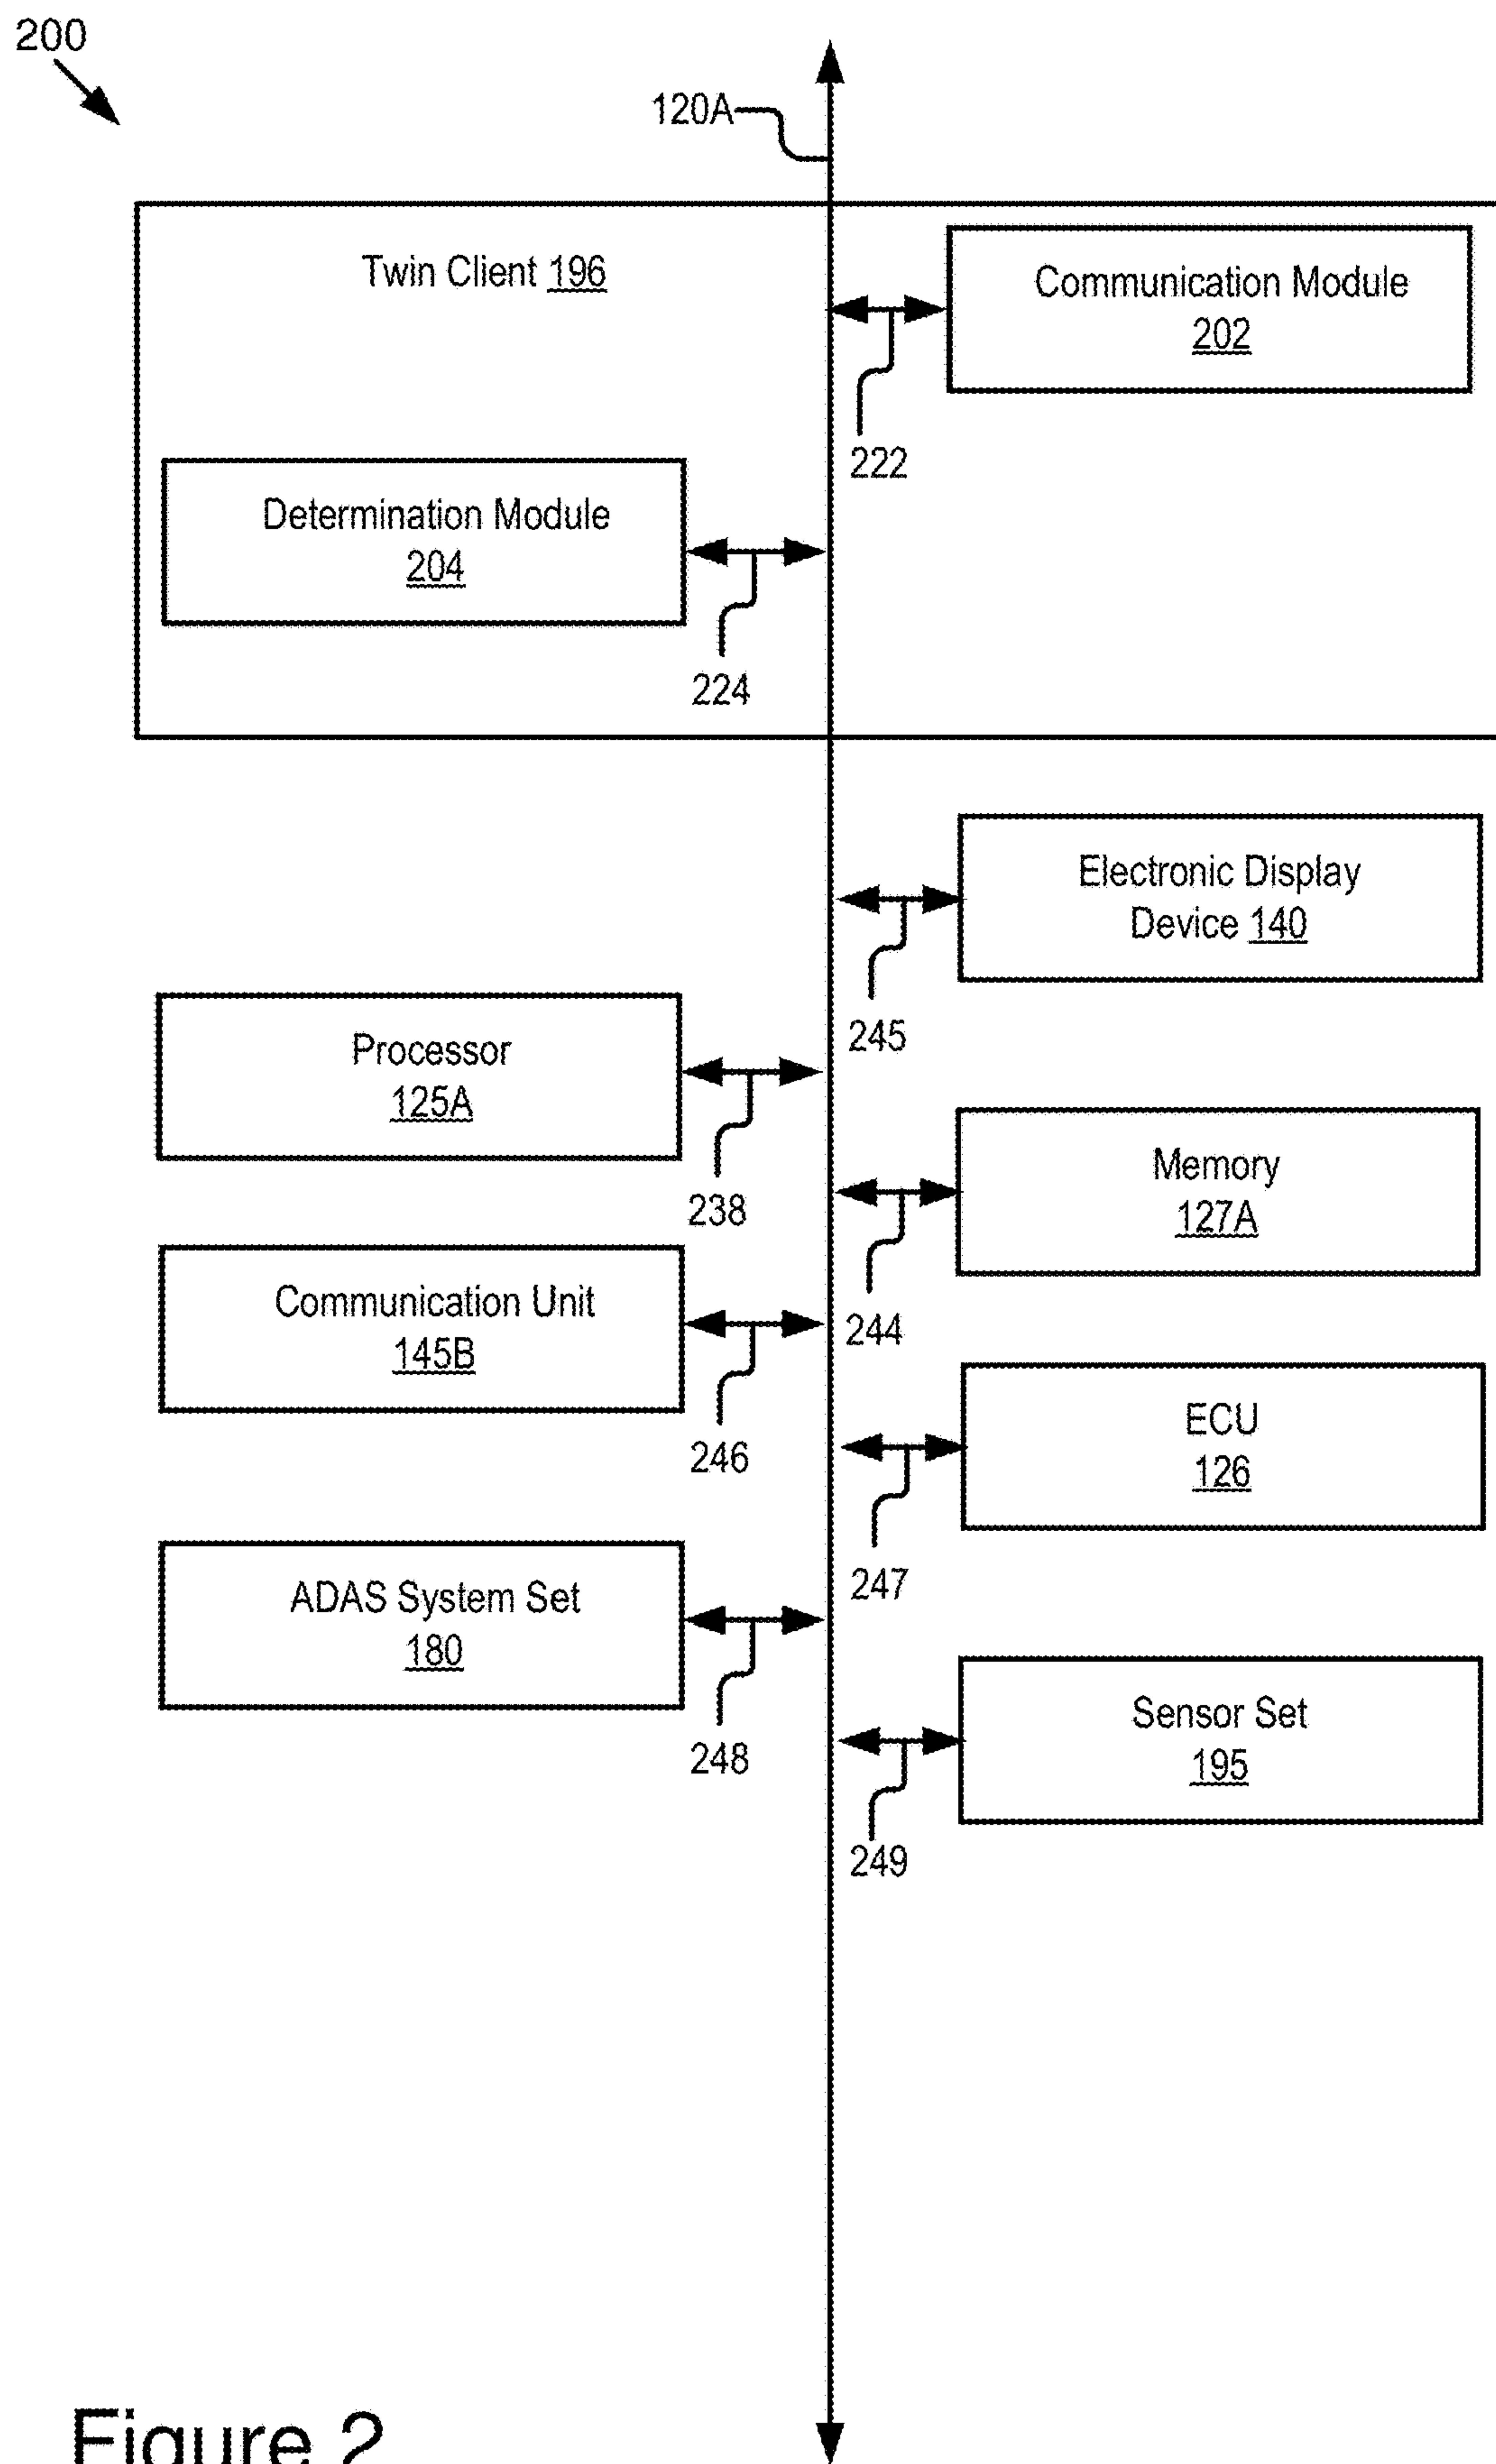 200
120A
Twin Client 196
Communication Module
202
222
Determination Module
204
224
Electronic Display
Device 140
245
Processor
125A
238
Memory
127A
244
Communication Unit
145B
246
ECU
126
247
ADAS System Set
180
248
Sensor Set
195
249
Figure 2